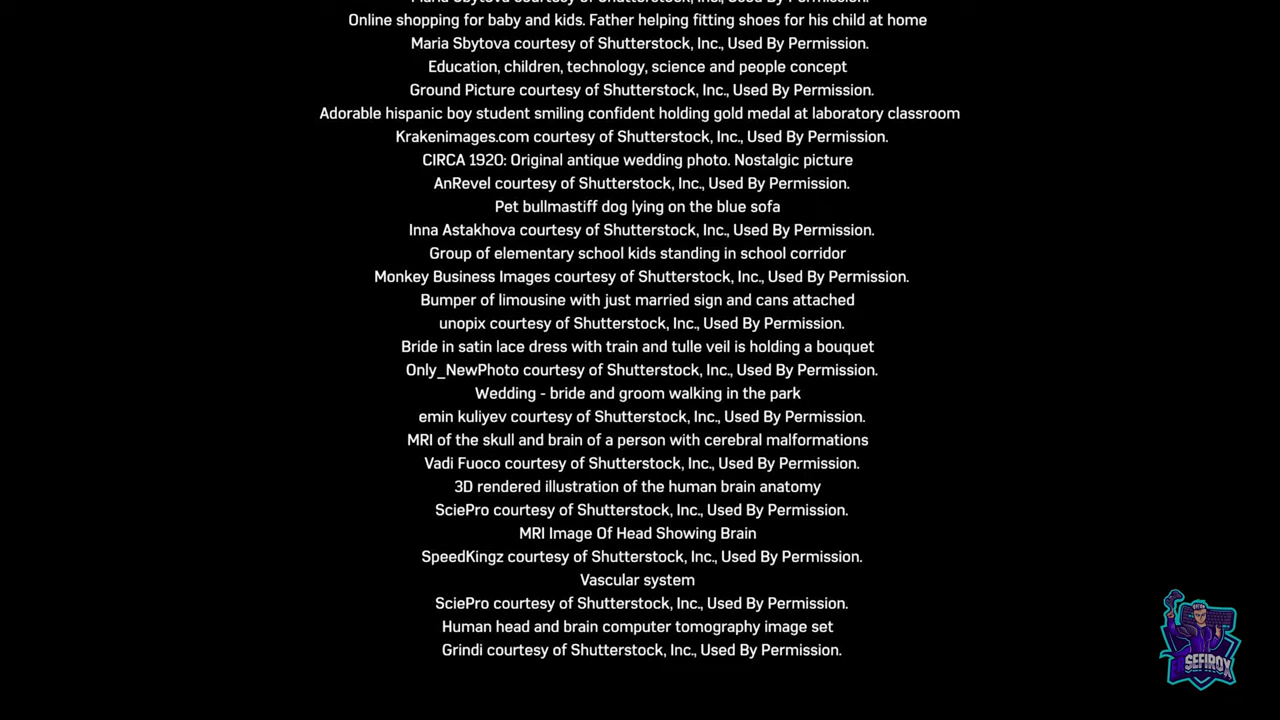 Maria Sbytova courtesy of Shutterstock, Inc., Used By Permission.
Online shopping for baby and kids. Father helping fitting shoes for his child at home
Maria Sbytova courtesy of Shutterstock, Inc., Used By Permission.
Education, children, technology, science and people concept
Ground Picture courtesy of Shutterstock, Inc., Used By Permission.
Adorable hispanic boy student smiling confident holding gold medal at laboratory classroom
Krakenimages.com courtesy of Shutterstock, Inc., Used By Permission.
CIRCA 1920: Original antique wedding photo. Nostalgic picture
AnRevel courtesy of Shutterstock, Inc., Used By Permission.
Pet bullmastiff dog lying on the blue sofa
Inna Astakhova courtesy of Shutterstock, Inc., Used By Permission.
Group of elementary school kids standing in school corridor
Monkey Business Images courtesy of Shutterstock, Inc., Used By Permission.
Bumper of limousine with just married sign and cans attached
unopix courtesy of Shutterstock, Inc., Used By Permission.
Bride in satin lace dress with train and tulle veil is holding a bouquet
Only_NewPhoto courtesy of Shutterstock, Inc., Used By Permission.
Wedding - bride and groom walking in the park
emin kuliyev courtesy of Shutterstock, Inc., Used By Permission.
MRI of the skull and brain of a person with cerebral malformations
Vadi Fuoco courtesy of Shutterstock, Inc., Used By Permission.
3D rendered illustration of the human brain anatomy
SciePro courtesy of Shutterstock, Inc., Used By Permission.
MRI Image Of Head Showing Brain
SpeedKingz courtesy of Shutterstock, Inc., Used By Permission.
Vascular system
SciePro courtesy of Shutterstock, Inc., Used By Permission.
Human head and brain computer tomography image set
Grindi courtesy of Shutterstock, Inc., Used By Permission.
SEFIROX